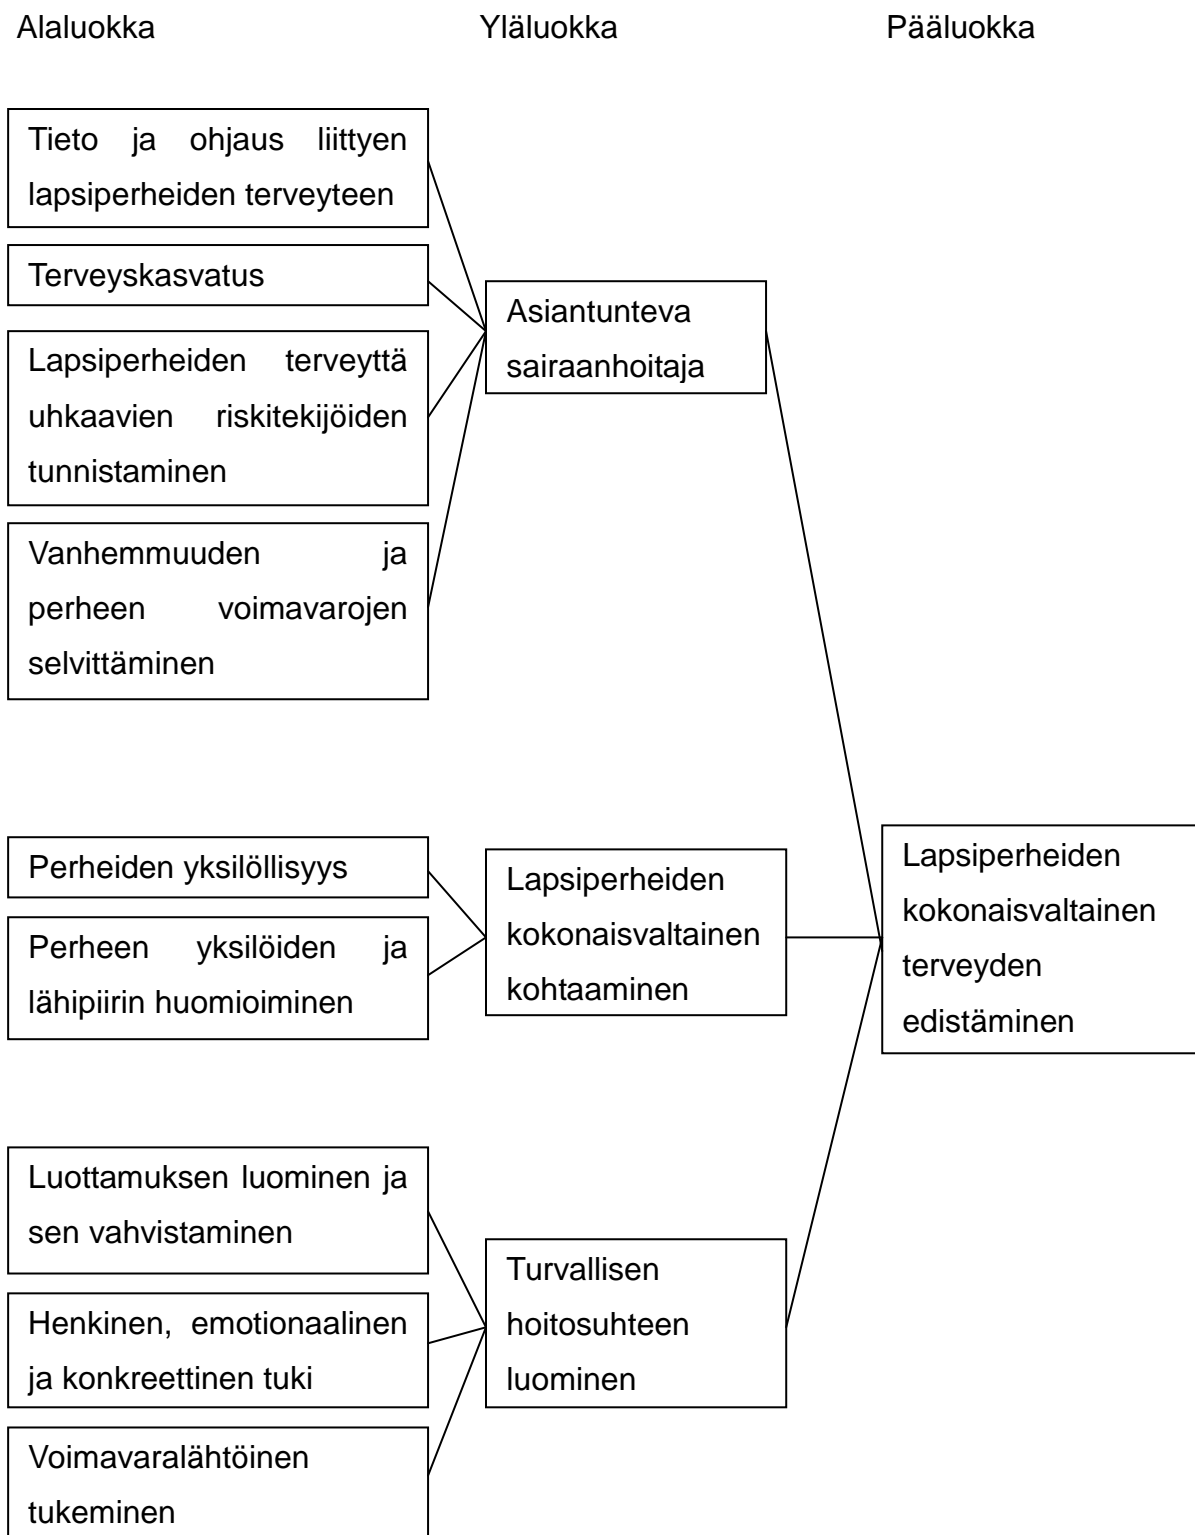 Alaluokka
Yläluokka
Pääluokka
Tieto ja ohjaus liittyen
lapsiperheiden terveyteen
Terveyskasvatus
Lapsiperheiden terveyttä
uhkaavien riskitekijöiden
tunnistaminen
Vanhemmuuden ja
perheen voimavarojen
selvittäminen
Asiantunteva
sairaanhoitaja
Perheiden yksilöllisyys
Perheen yksilöiden ja
lähipiirin huomioiminen
Lapsiperheiden
kokonaisvaltainen
kohtaaminen
Luottamuksen luominen ja
sen vahvistaminen
Henkinen, emotionaalinen
ja konkreettinen tuki
Voimavaralähtöinen
tukeminen
Turvallisen
hoitosuhteen
luominen
Lapsiperheiden
kokonaisvaltainen
terveyden
edistäminen